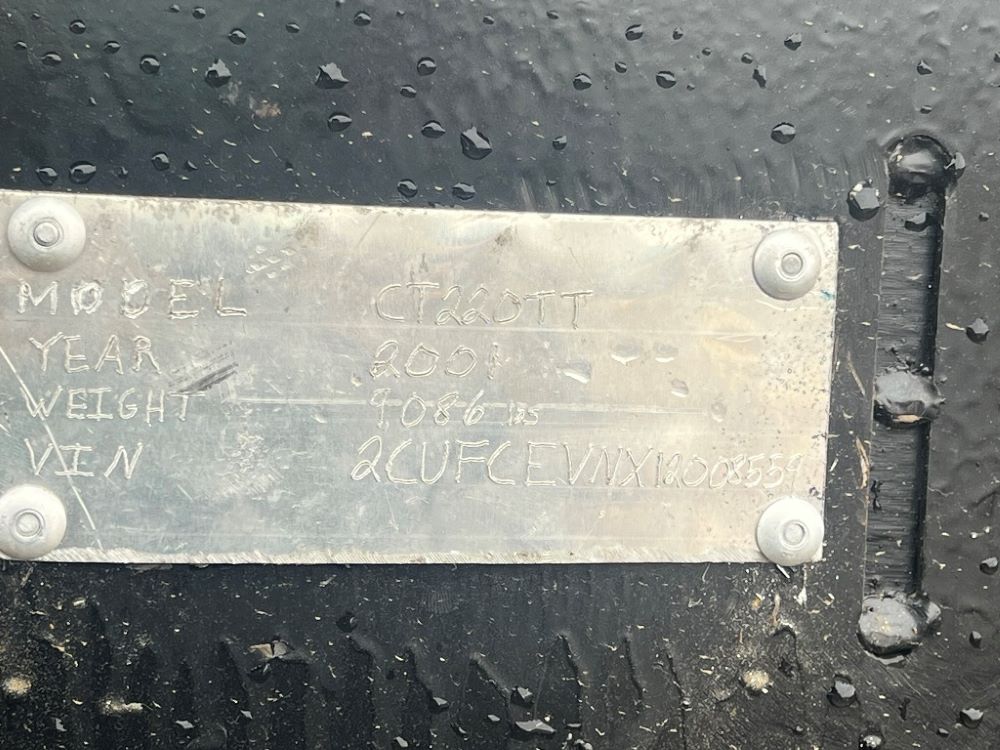 MODEL CT220TT
YEAR 2001
WEIGHT 9086 lbs
VIN 2CUFCEVNX12008559